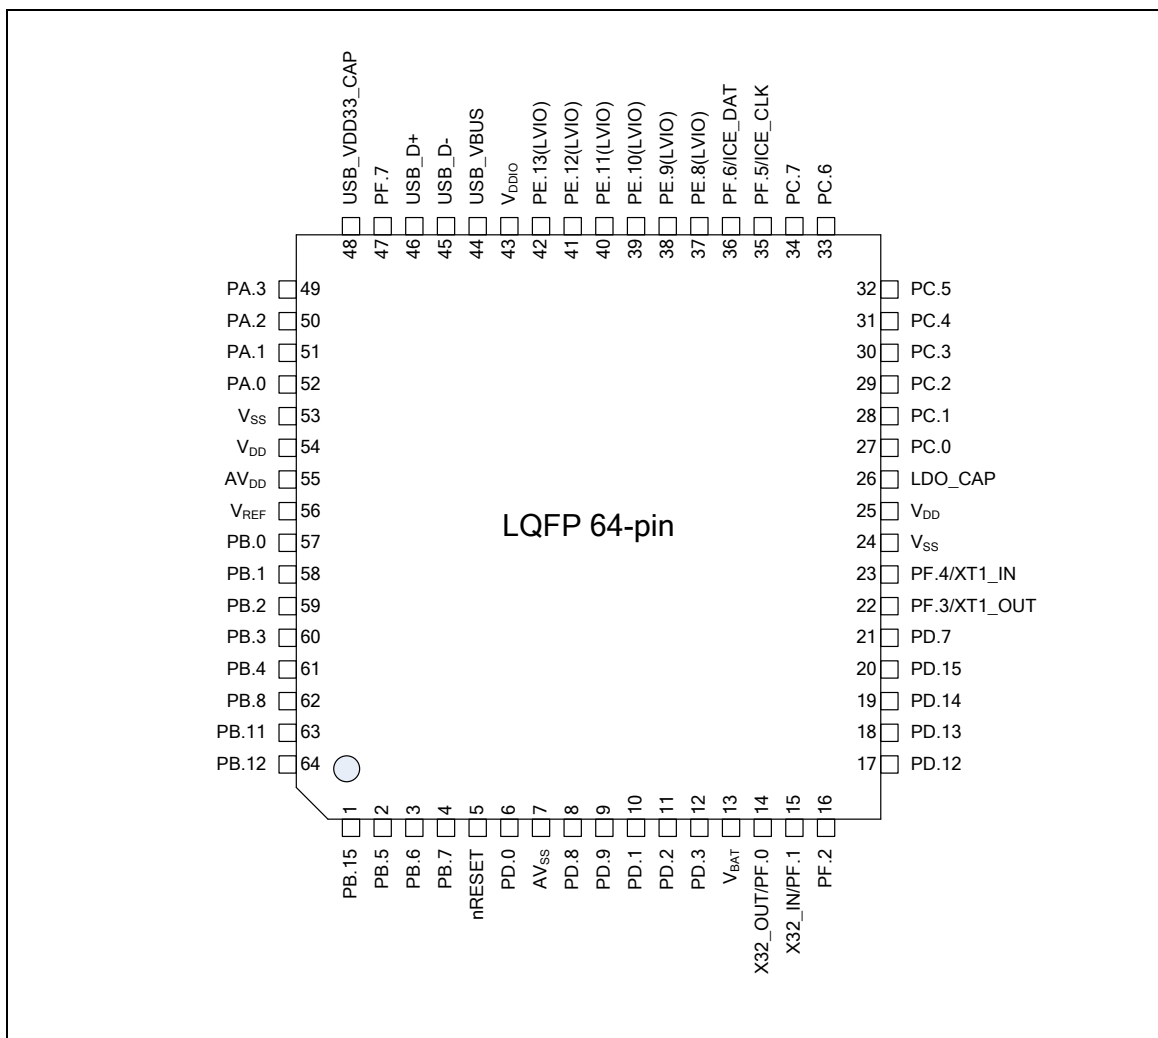 USB_VDD33_CAP
PF.7
USB_D+
USB_D-
USB_VBUS
VDDIO
PE.13(LVIO)
PE.12(LVIO)
PE.11(LVIO)
PE.10(LVIO)
PE.9(LVIO)
PE.8(LVIO)
PF.6/ICE_DAT
PF.5/ICE_CLK
PC.7
PC.6
48
47
46
45
44
43
42
41
40
39
38
37
36
35
34
33
PA.3 49
PA.2 50
PA.1 51
PA.0 52
VSS 53
VDD 54
AVDD 55
VREF 56
PB.0 57
PB.1 58
PB.2 59
PB.3 60
PB.4 61
PB.8 62
PB.11 63
PB.12 64
LQFP 64-pin
32 PC.5
31 PC.4
30 PC.3
29 PC.2
28 PC.1
27 PC.0
26 LDO_CAP
25 VDD
24 VSS
23 PF.4/XT1_IN
22 PF.3/XT1_OUT
21 PD.7
20 PD.15
19 PD.14
18 PD.13
17 PD.12
1
2
3
4
5
6
7
8
9
10
11
12
13
14
15
16
PB.15
PB.5
PB.6
PB.7
nRESET
PD.0
AVSS
PD.8
PD.9
PD.1
PD.2
PD.3
VBAT
X32_OUT/PF.0
X32_IN/PF.1
PF.2